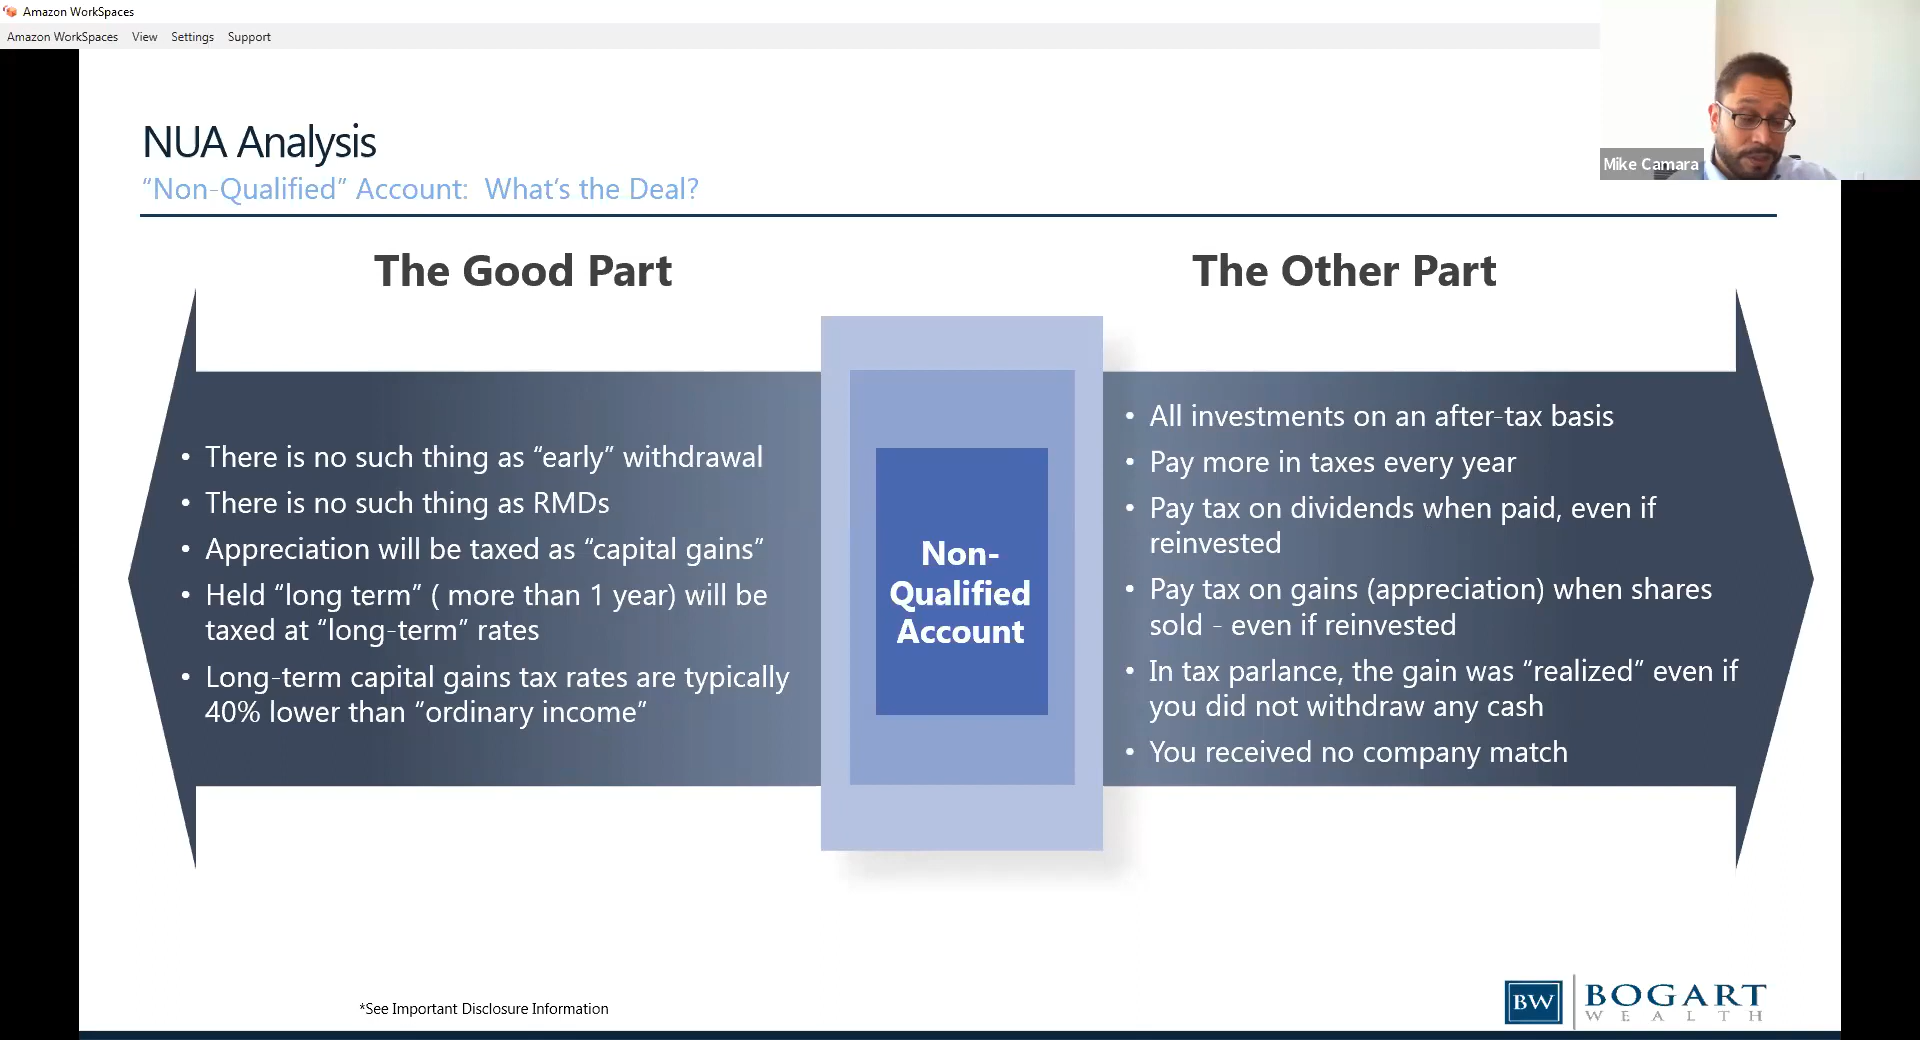 Amazon WorkSpaces
Amazon WorkSpaces View Settings Support
Mike Camara
NUA Analysis
“Non-Qualified” Account: What’s the Deal?
The Good Part
• There is no such thing as “early” withdrawal
• There is no such thing as RMDs
• Appreciation will be taxed as “capital gains”
• Held “long term” ( more than 1 year) will be
taxed at “long-term” rates
• Long-term capital gains tax rates are typically
40% lower than “ordinary income”
Non-
Qualified
Account
The Other Part
• All investments on an after-tax basis
• Pay more in taxes every year
• Pay tax on dividends when paid, even if
reinvested
• Pay tax on gains (appreciation) when shares
sold - even if reinvested
• In tax parlance, the gain was “realized” even if
you did not withdraw any cash
• You received no company match
*See Important Disclosure Information
BW
BOGART
WEALTH